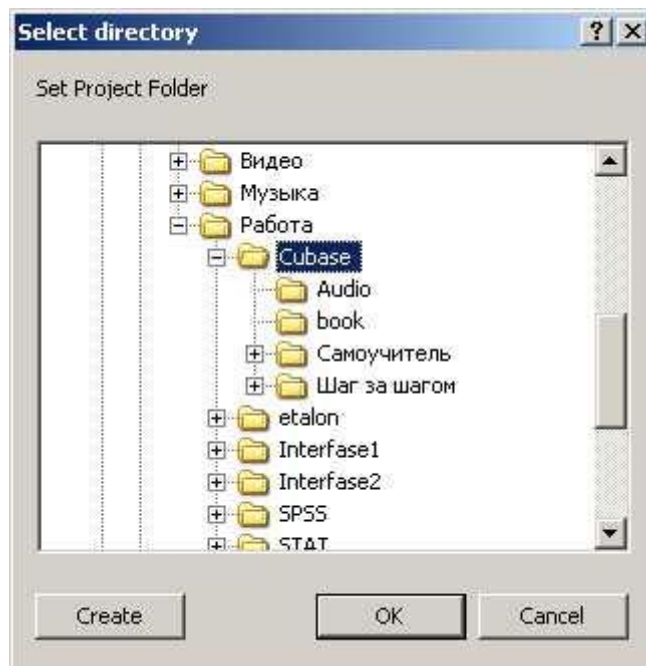 Select directory
Set Project Folder
Видео
Музыка
Работа
Cubase
Audio
book
Самоучитель
Шаг за шагом
etalon
Interfase1
Interfase2
SPSS
STAT
Create OK Cancel